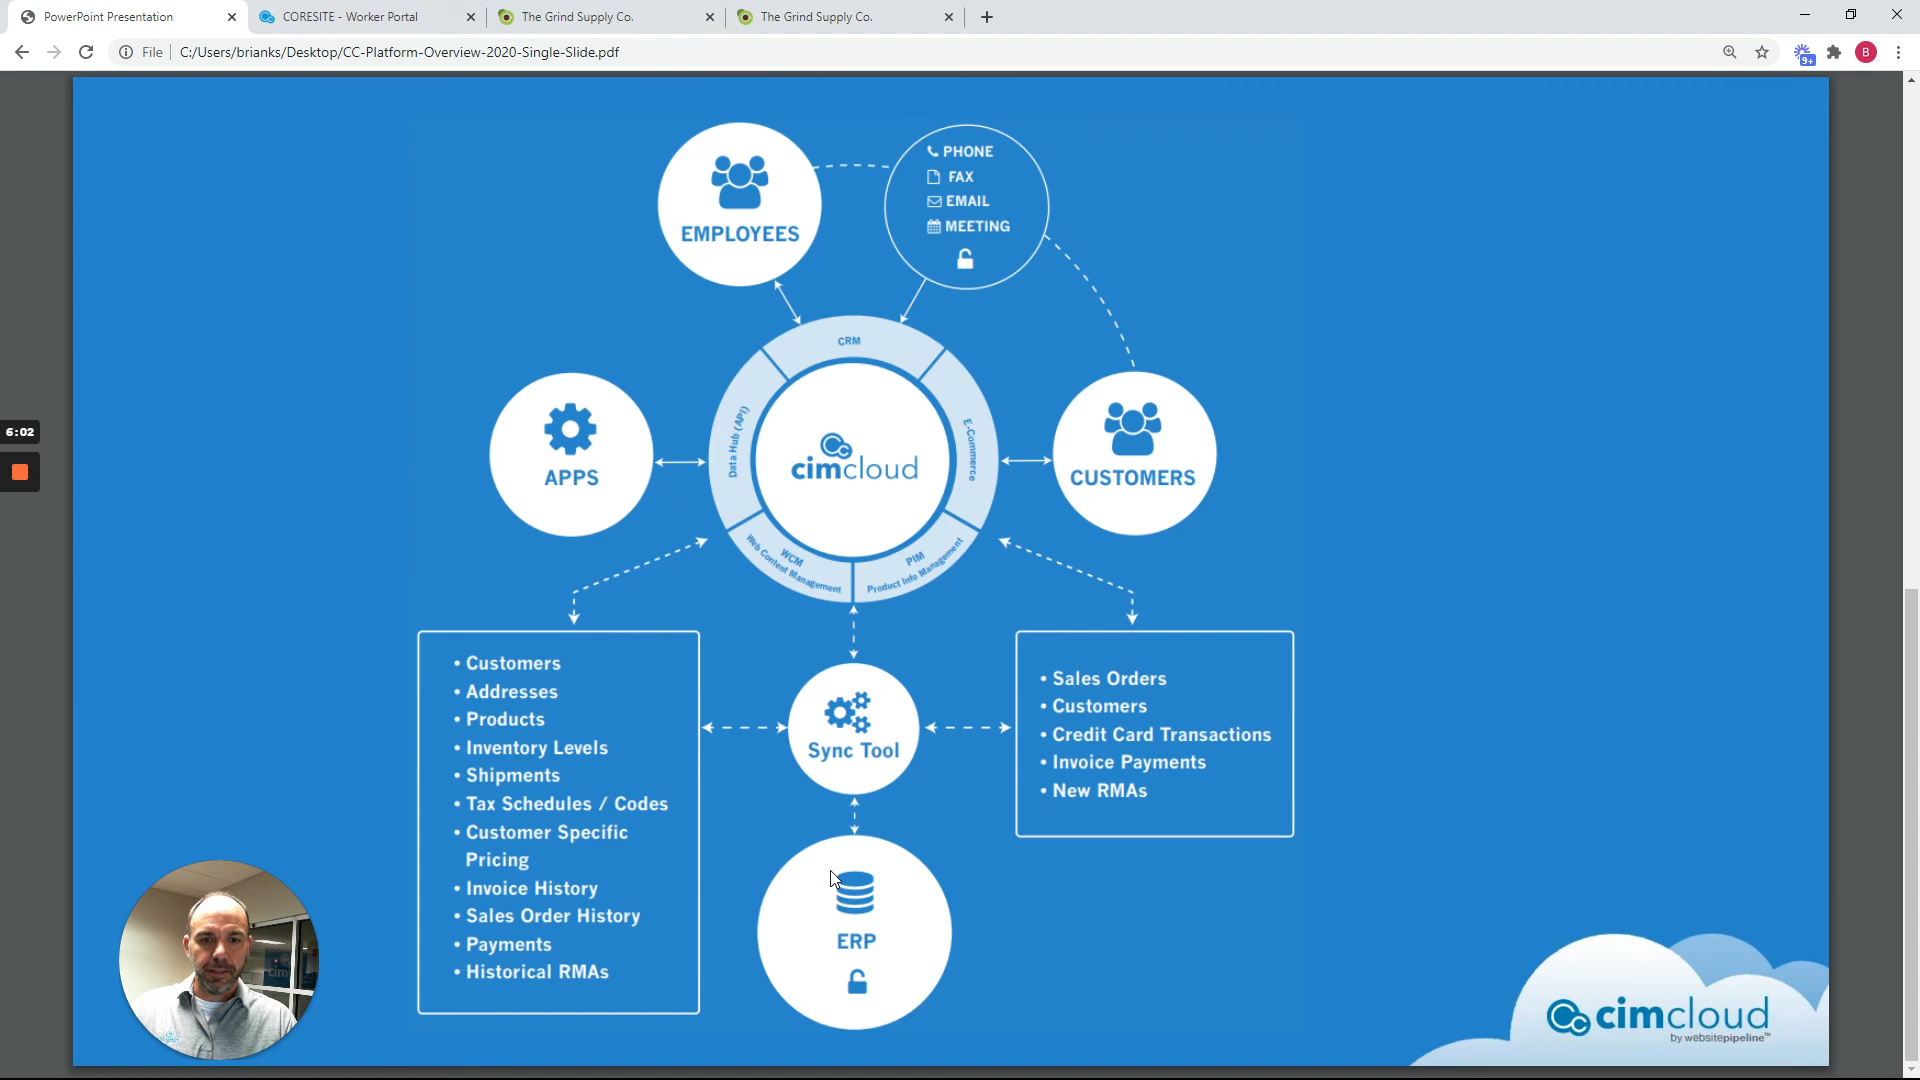 PowerPoint Presentation
CORESITE - Worker Portal
The Grind Supply Co.
The Grind Supply Co.
File
C:/Users/brianks/Desktop/CC-Platform-Overview-2020-Single-Slide.pdf
9+
B
EMPLOYEES
PHONE
FAX
EMAIL
MEETING
CRM
Data Hub (API)
E-Commerce
WCM
Web Content Management
PIM
Product Info Management
cimcloud
APPS
CUSTOMERS
6:02
• Customers
• Addresses
• Products
• Inventory Levels
• Shipments
• Tax Schedules / Codes
• Customer Specific
Pricing
• Invoice History
• Sales Order History
• Payments
• Historical RMAs
Sync Tool
• Sales Orders
• Customers
• Credit Card Transactions
• Invoice Payments
• New RMAs
ERP
cimcloud
by websitepipeline™